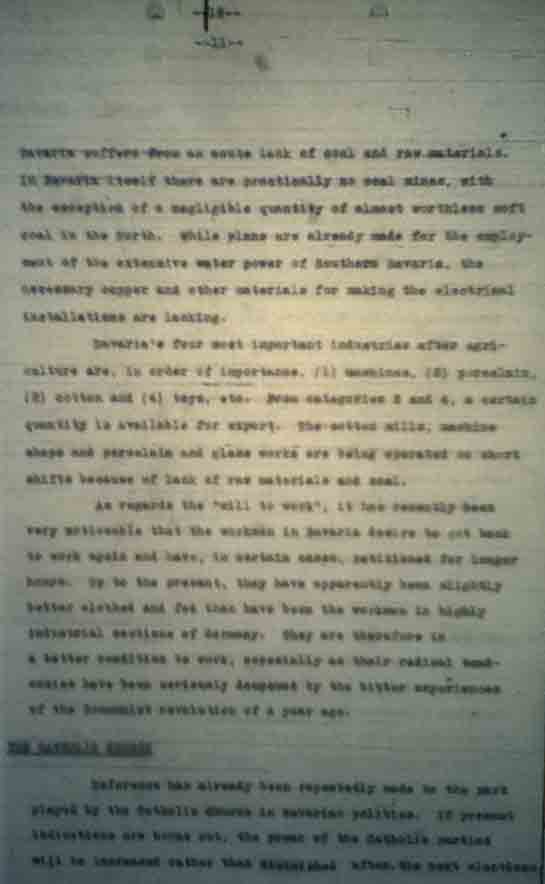 --10--
--11--
Bavaria suffers from an acute lack of coal and raw materials.
In Bavaria itself there are practically no coal mines, with
the exception of a negligible quantity of almost worthless soft
coal in the North. While plans are already made for the employ-
ment of the extensive water power of Southern Bavaria, the
necessary copper and other materials for making the electrical
installations are lacking.
Bavaria's four most important industries after agri-
culture are, in order of importance, (1) machines, (2) porcelain,
(3) cotton and (4) toys, etc. From categories 2 and 4, a certain
quantity is available for export. The cotton mills, machine
shops and porcelain and glass works are being operated on short
shifts because of lack of raw materials and coal.
As regards the "will to work", it has recently been
very noticeable that the workmen in Bavaria desire to get back
to work again and have, in certain cases, petitioned for longer
hours. Up to the present, they have apparently been slightly
better clothed and fed than have been the workmen in highly
industrial sections of Germany. They are therefore in
a better condition to work, especially as their radical tend-
encies have been seriously dampened by the bitter experiences
of the Communist revolution of a year ago.
THE CATHOLIC CHURCH
Reference has already been repeatedly made to the part
played by the Catholic Church in Bavarian politics. If present
indications are borne out, the power of the Catholic parties
will be increased rather than diminished after the next elections